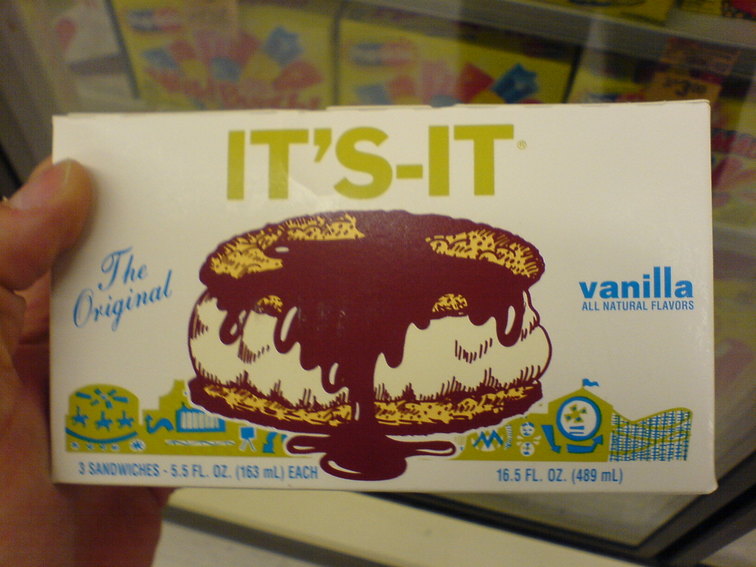 IT'S-IT®
The
Original
vanilla
ALL NATURAL FLAVORS
3 SANDWICHES - 5.5 FL. OZ. (163 mL) EACH
16.5 FL. OZ. (489 mL)